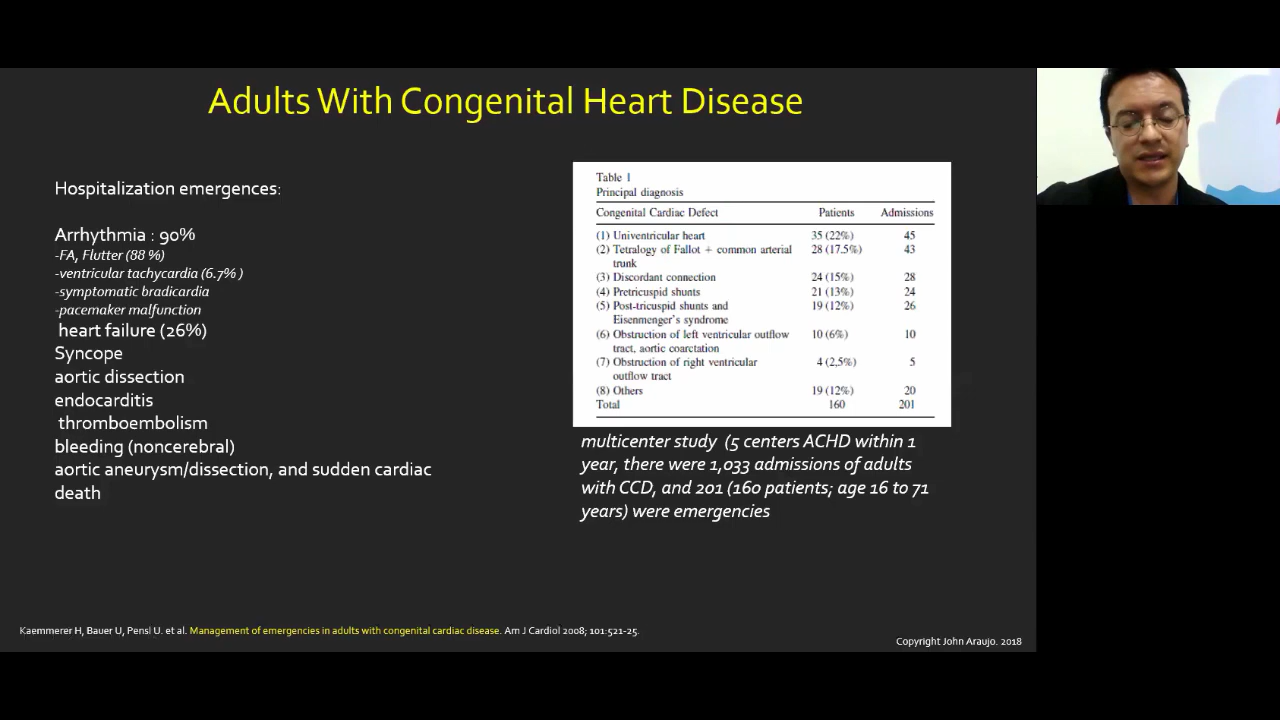 Adults With Congenital Heart Disease
Hospitalization emergences:
Arrhythmia : 90%
-FA, Flutter (88 %)
-ventricular tachycardia (6.7% )
-symptomatic bradicardia
-pacemaker malfunction
heart failure (26%)
Syncope
aortic dissection
endocarditis
thromboembolism
bleeding (noncerebral)
aortic aneurysm/dissection, and sudden cardiac
death
Table 1
Principal diagnosis
Congenital Cardiac Defect Patients Admissions
(1) Univentricular heart 35 (22%) 45
(2) Tetralogy of Fallot + common arterial 28 (17.5%) 43
trunk
(3) Discordant connection 24 (15%) 28
(4) Pretricuspid shunts 21 (13%) 24
(5) Post-tricuspid shunts and 19 (12%) 26
Eisenmenger's syndrome
(6) Obstruction of left ventricular outflow 10 (6%) 10
tract, aortic coarctation
(7) Obstruction of right ventricular 4 (2,5%) 5
outflow tract
(8) Others 19 (12%) 20
Total 160 201
multicenter study (5 centers ACHD within 1
year, there were 1,033 admissions of adults
with CCD, and 201 (160 patients; age 16 to 71
years) were emergencies
Kaemmerer H, Bauer U, Pensl U. et al. Management of emergencies in adults with congenital cardiac disease. Am J Cardiol 2008; 101:521-25.
Copyright John Araujo. 2018